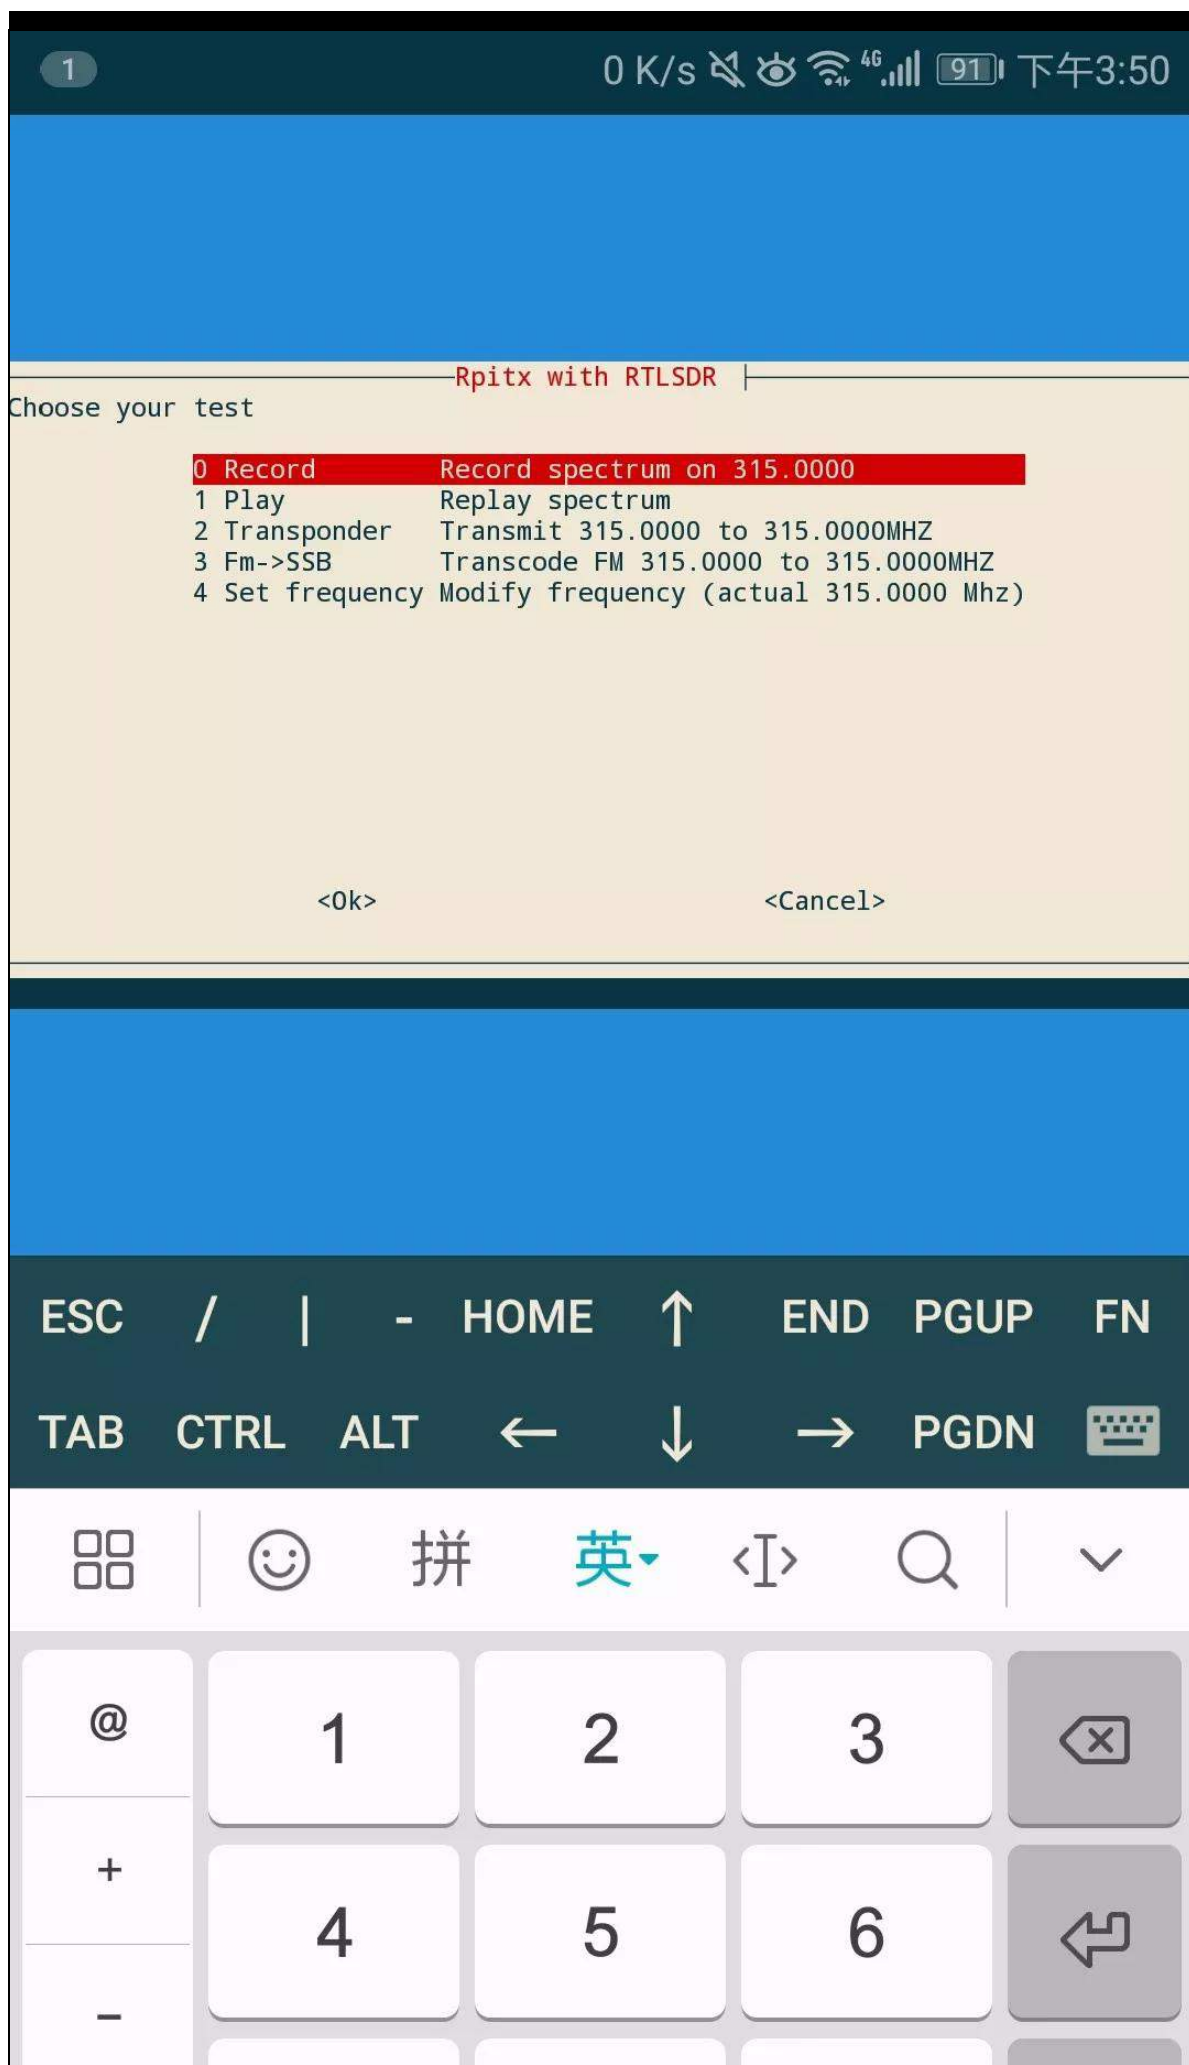 1 0 K/s 4G 91 下午3:50
Rpitx with RTLSDR
Choose your test
0 Record Record spectrum on 315.0000
1 Play Replay spectrum
2 Transponder Transmit 315.0000 to 315.0000MHZ
3 Fm->SSB Transcode FM 315.0000 to 315.0000MHZ
4 Set frequency Modify frequency (actual 315.0000 Mhz)
<Ok> <Cancel>
ESC / | - HOME ↑ END PGUP FN
TAB CTRL ALT ← ↓ → PGDN
拼 英
@ 1 2 3
+ 4 5 6
-